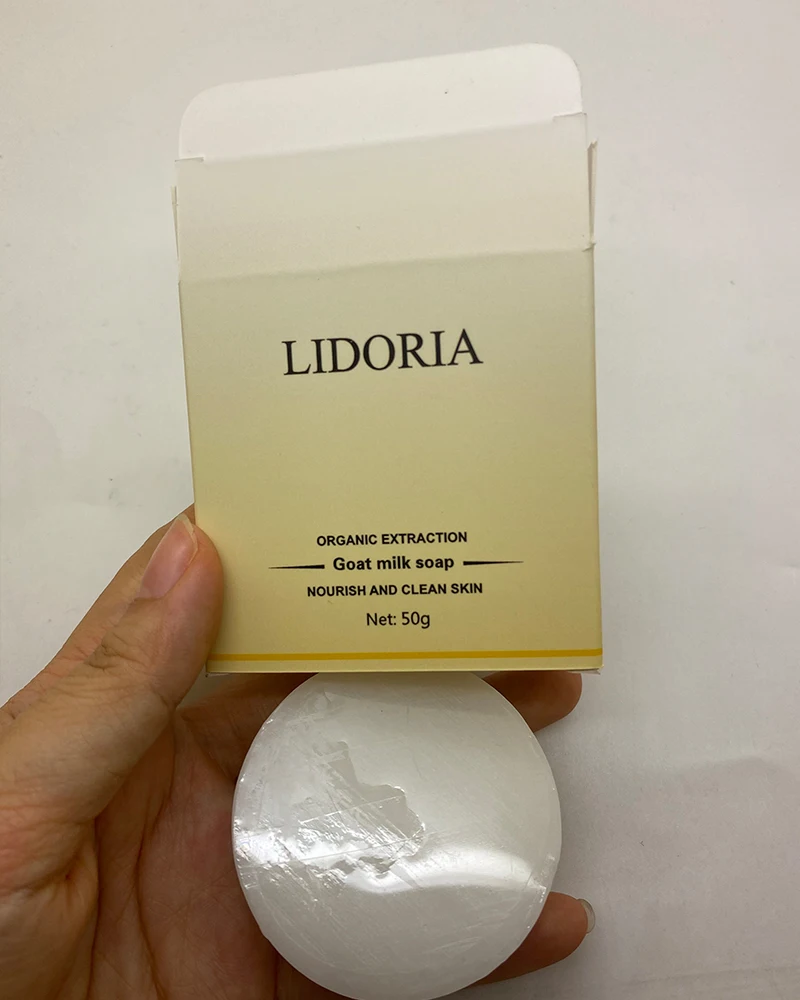 LIDORIA
ORGANIC EXTRACTION
Goat milk soap
NOURISH AND CLEAN SKIN
Net: 50g